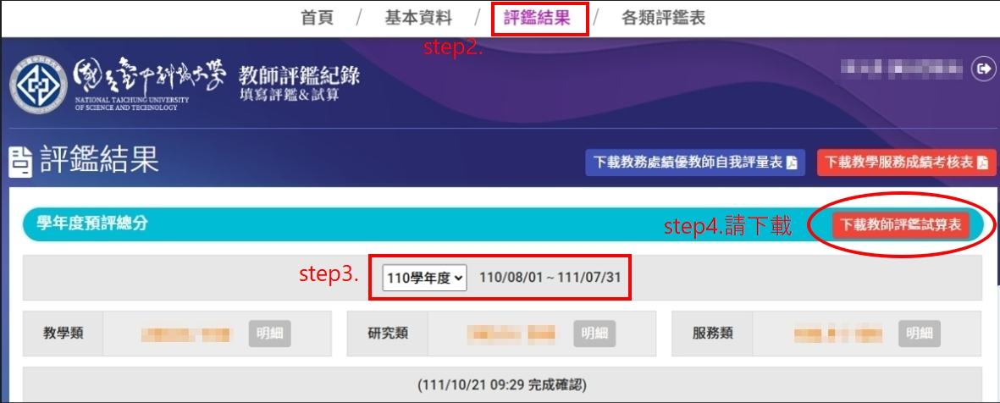 首頁 / 基本資料 / 評鑑結果 / 各類評鑑表
step2.
國立臺中科技大學
NATIONAL TAICHUNG UNIVERSITY
OF SCIENCE AND TECHNOLOGY
教師評鑑紀錄
填寫評鑑&試算
評鑑結果
下載教務處績優教師自我評量表
下載教學服務成績考核表
學年度預評總分
step4.請下載
下載教師評鑑試算表
step3.
110學年度 110/08/01 ~ 111/07/31
教學類 明細 研究類 明細 服務類 明細
(111/10/21 09:29 完成確認)